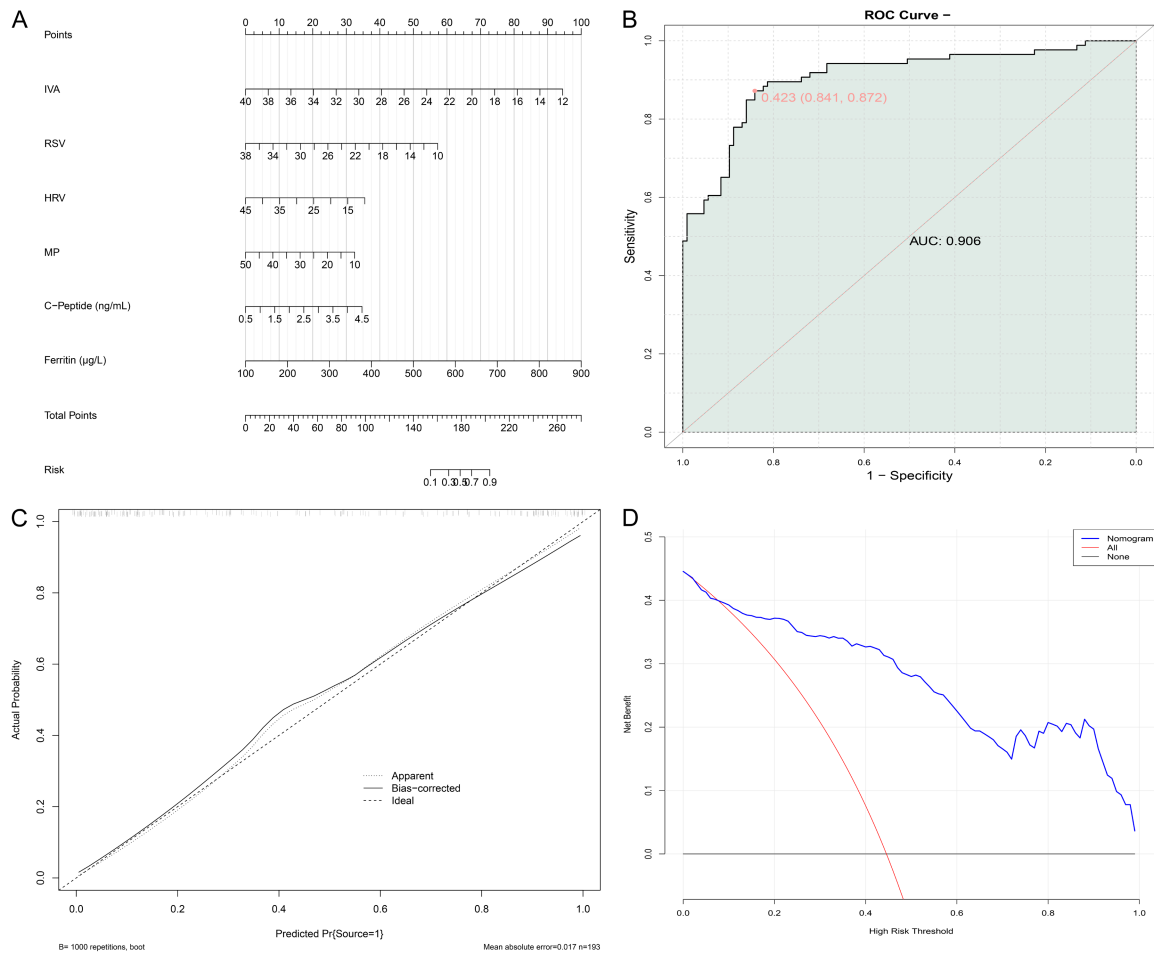 A
Points
0 10 20 30 40 50 60 70 80 90 100
IVA
40 38 36 34 32 30 28 26 24 22 20 18 16 14 12
RSV
38 34 30 26 22 18 14 10
HRV
45 35 25 15
MP
50 40 30 20 10
C−Peptide (ng/mL)
0.5 1.5 2.5 3.5 4.5
Ferritin (µg/L)
100 200 300 400 500 600 700 800 900
Total Points
0 20 40 60 80 100 140 180 220 260
Risk
0.1 0.3 0.5 0.7 0.9
B
ROC Curve −
1.0
0.8
0.6
0.4
0.2
0.0
Sensitivity
0.423 (0.841, 0.872)
AUC: 0.906
1.0 0.8 0.6 0.4 0.2 0.0
1 − Specificity
C
1.0
0.8
0.6
0.4
0.2
0.0
Actual Probability
Apparent
Bias−corrected
Ideal
0.0 0.2 0.4 0.6 0.8 1.0
Predicted Pr{Source=1}
B= 1000 repetitions, boot
Mean absolute error=0.017 n=193
D
Nomogram
All
None
0.5
0.4
0.3
0.2
0.1
0.0
Net Benefit
0.0 0.2 0.4 0.6 0.8 1.0
High Risk Threshold